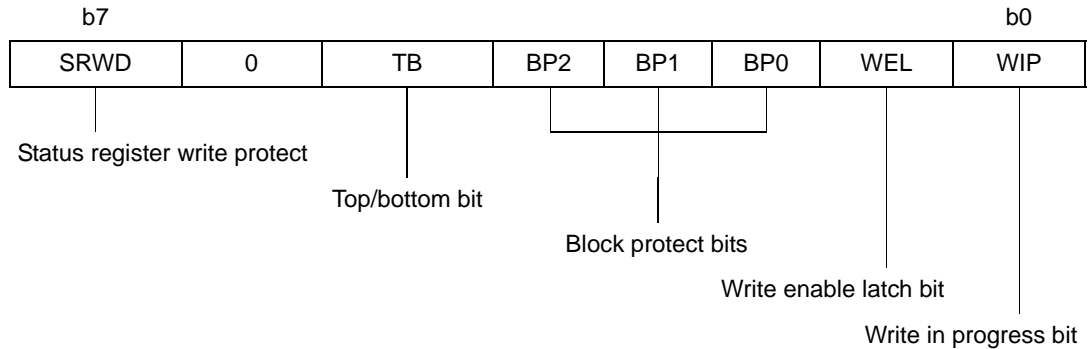 b7 b0
SRWD 0 TB BP2 BP1 BP0 WEL WIP
Status register write protect
Top/bottom bit
Block protect bits
Write enable latch bit
Write in progress bit